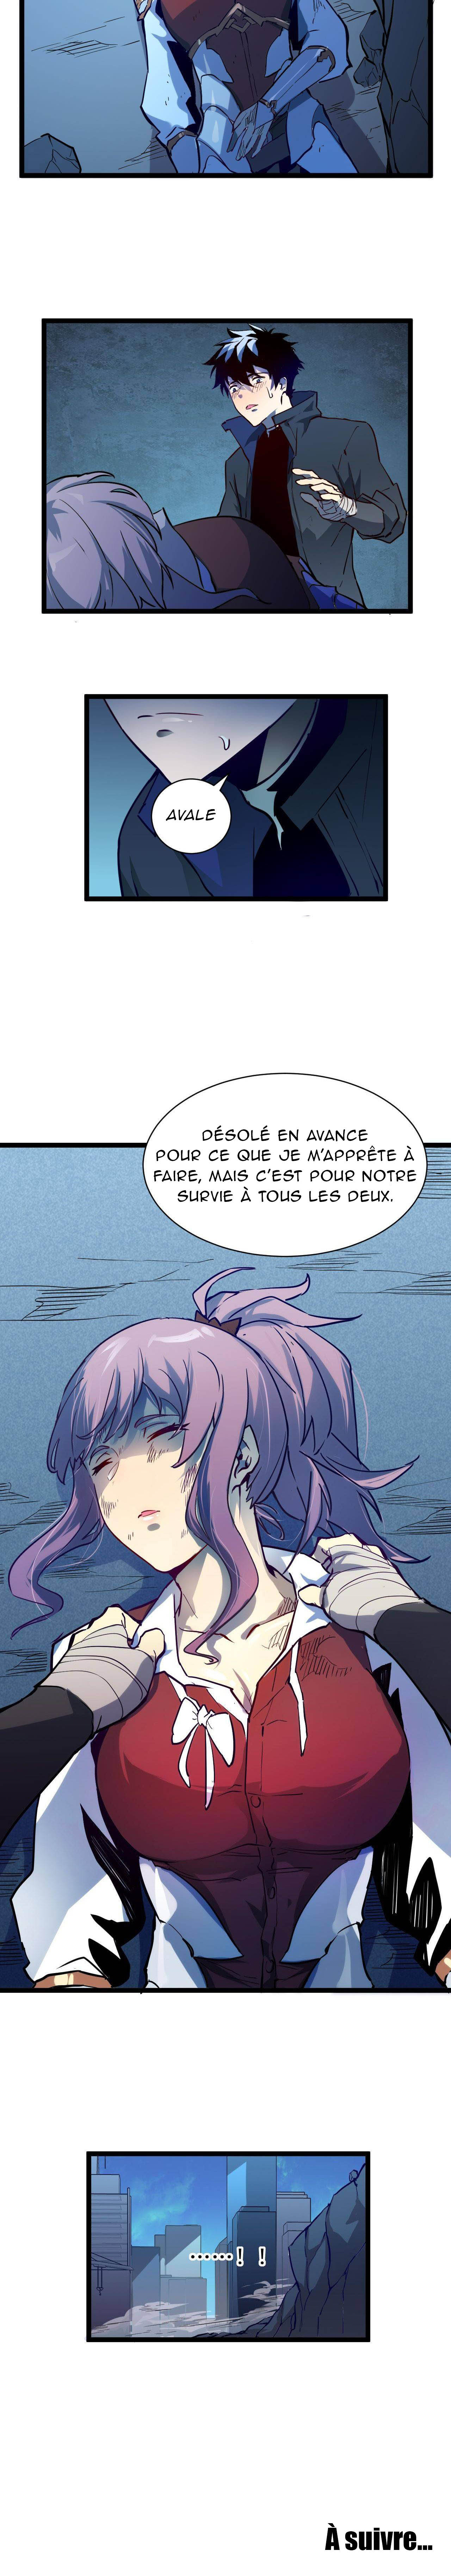 AVALE
DÉSOLÉ EN AVANCE
POUR CE QUE JE M'APPRÊTE À
FAIRE, MAIS C'EST POUR NOTRE
SURVIE À TOUS LES DEUX.
......! !
À suivre...